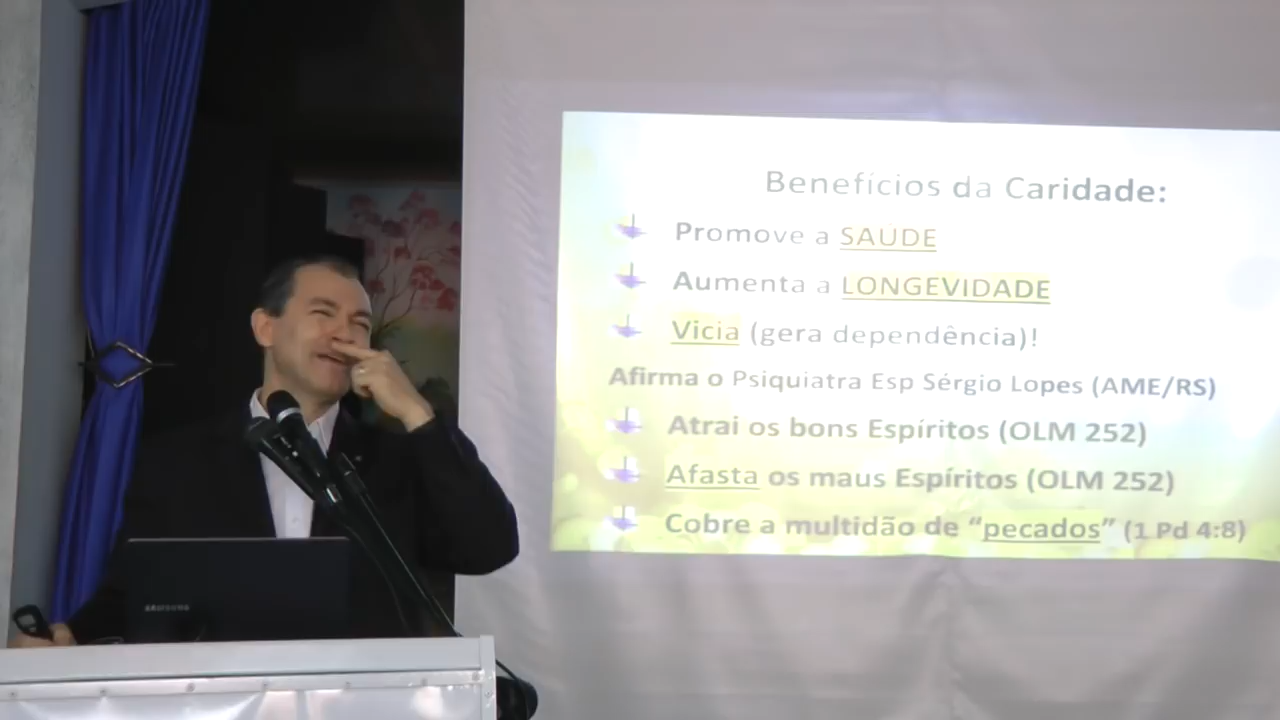 Benefícios da Caridade:
Promove a SAUDE
Aumenta a LONGEVIDADE
Vicia (gera dependência)!
Afirma o Psiquiatra Esp Sérgio Lopes (AME/RS)
Atrai os bons Espíritos (OLM 252)
Afasta os maus Espíritos (OLM 252)
Cobre a multidão de “pecados” (1 Pd 4:8)
SAMSUNG